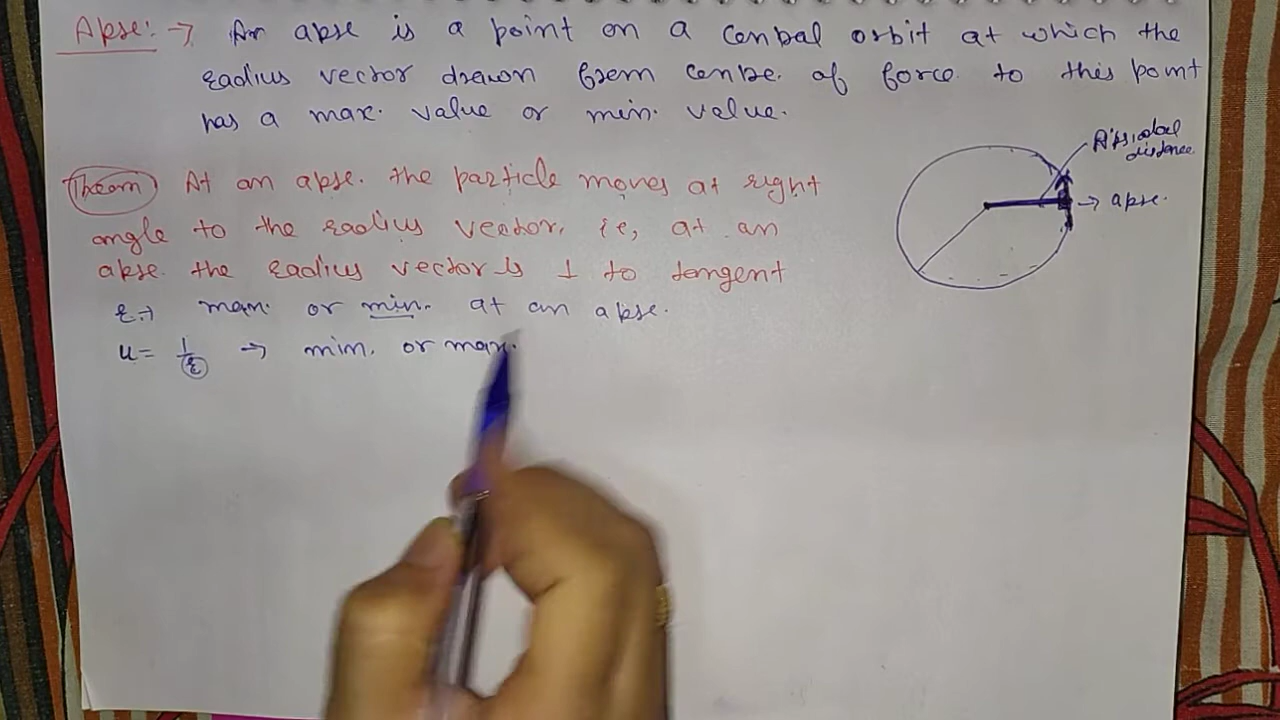 Apse :→ An apse is a point on a central orbit at which the
radius vector drawn from centre of force to this point
has a max. value or min. value.
Apsidal
distance
→ apse.
Theorem At an apse. the particle moves at right
angle to the radius vector, ie, at an
apse the radius vector is ⊥ to tangent
r → max. or min. at an apse.
u = 1/r → min. or max.